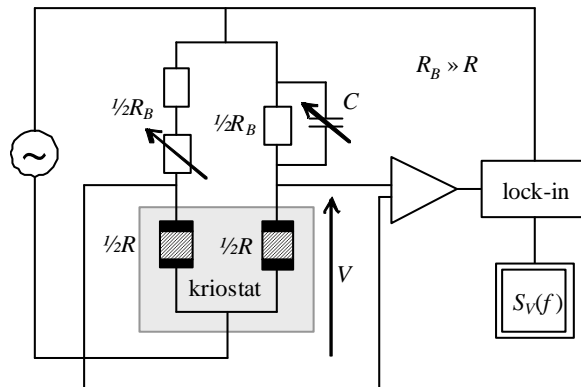 R_B » R
½R_B
½R_B
C
~
lock-in
½R
½R
V
kriostat
S_V(f)